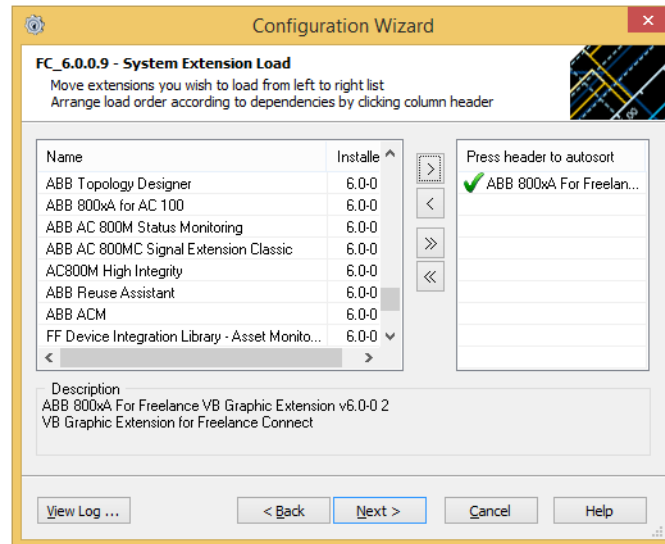 Configuration Wizard
FC_6.0.0.9 - System Extension Load
Move extensions you wish to load from left to right list
Arrange load order according to dependencies by clicking column header
Name Installe
ABB Topology Designer 6.0-0
ABB 800xA for AC 100 6.0-0
ABB AC 800M Status Monitoring 6.0-0
ABB AC 800MC Signal Extension Classic 6.0-0
AC800M High Integrity 6.0-0
ABB Reuse Assistant 6.0-0
ABB ACM 6.0-0
FF Device Integration Library - Asset Monito... 6.0-0
Press header to autosort
ABB 800xA For Freelan...
Description
ABB 800xA For Freelance VB Graphic Extension v6.0-0 2
VB Graphic Extension for Freelance Connect
View Log ... < Back Next > Cancel Help